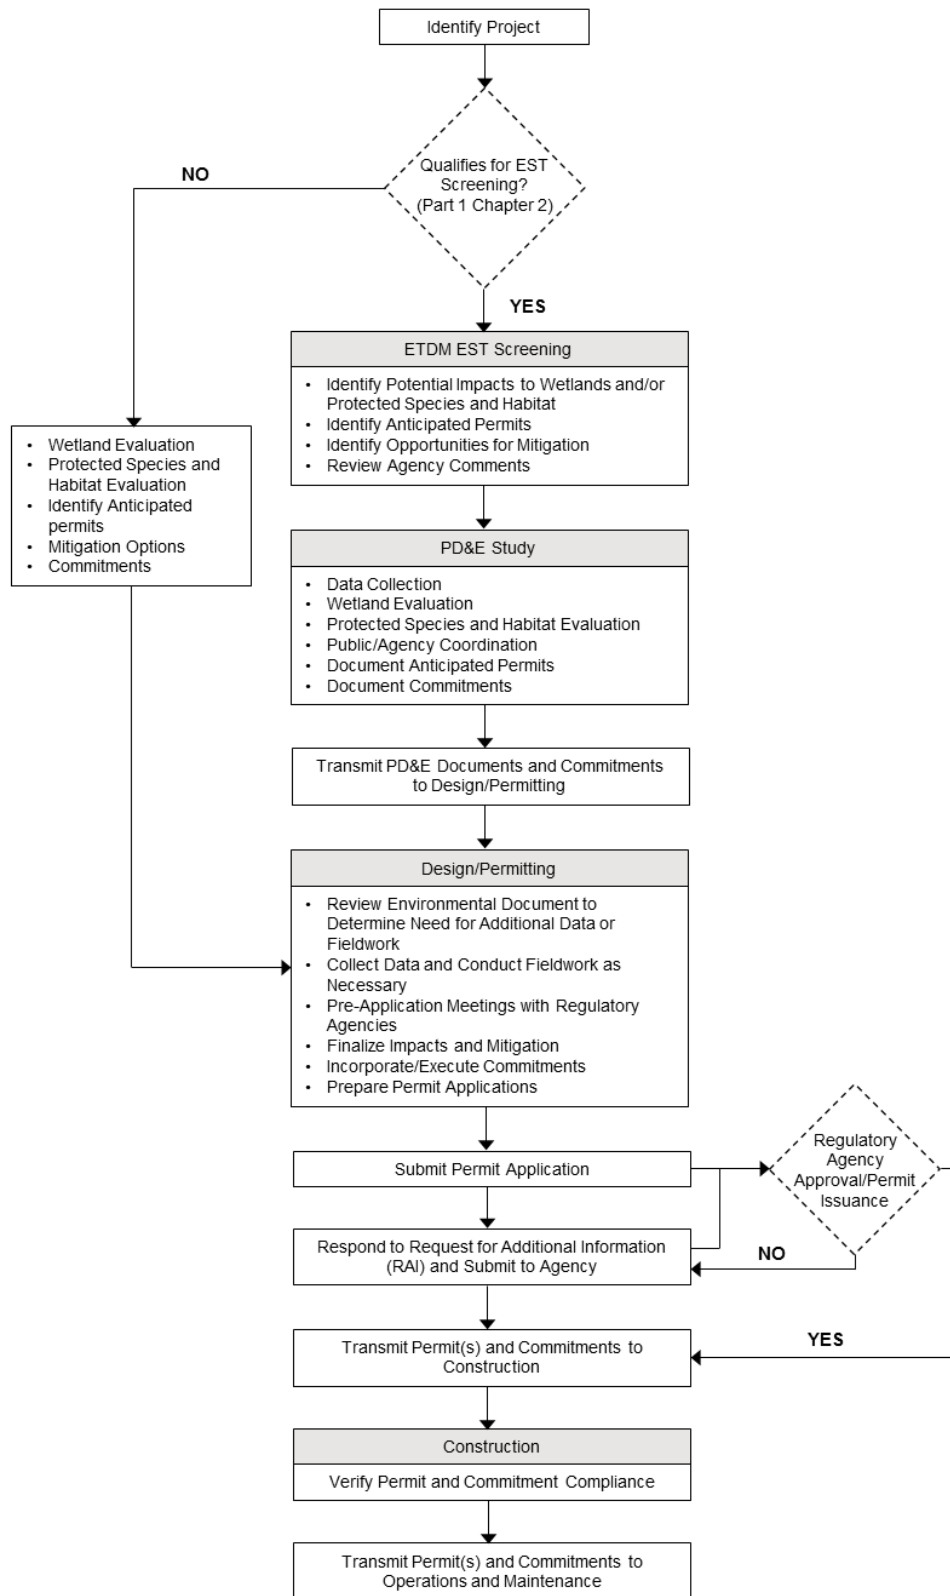 Identify Project
Qualifies for EST
Screening?
(Part 1 Chapter 2)
NO
YES
ETDM EST Screening
• Identify Potential Impacts to Wetlands and/or
Protected Species and Habitat
• Identify Anticipated Permits
• Identify Opportunities for Mitigation
• Review Agency Comments
• Wetland Evaluation
• Protected Species and
Habitat Evaluation
• Identify Anticipated
permits
• Mitigation Options
• Commitments
PD&E Study
• Data Collection
• Wetland Evaluation
• Protected Species and Habitat Evaluation
• Public/Agency Coordination
• Document Anticipated Permits
• Document Commitments
Transmit PD&E Documents and Commitments
to Design/Permitting
Design/Permitting
• Review Environmental Document to
Determine Need for Additional Data or
Fieldwork
• Collect Data and Conduct Fieldwork as
Necessary
• Pre-Application Meetings with Regulatory
Agencies
• Finalize Impacts and Mitigation
• Incorporate/Execute Commitments
• Prepare Permit Applications
Submit Permit Application
Regulatory
Agency
Approval/Permit
Issuance
Respond to Request for Additional Information
(RAI) and Submit to Agency
NO
Transmit Permit(s) and Commitments to
Construction
YES
Construction
Verify Permit and Commitment Compliance
Transmit Permit(s) and Commitments to
Operations and Maintenance